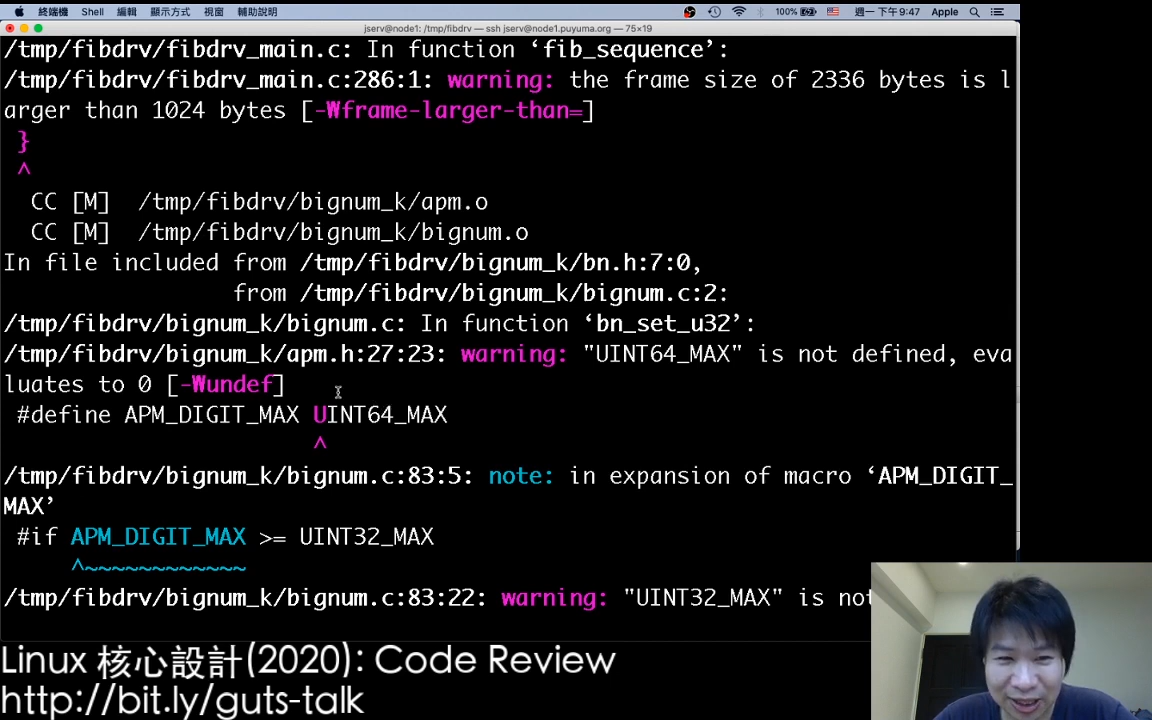 終端機 Shell 編輯 顯示方式 視窗 輔助說明 100% 週一 下午9:47 Apple
jserv@node1: /tmp/fibdrv — ssh jserv@node1.puyuma.org — 75×19
/tmp/fibdrv/fibdrv_main.c: In function ‘fib_sequence’:
/tmp/fibdrv/fibdrv_main.c:286:1: warning: the frame size of 2336 bytes is l
arger than 1024 bytes [-Wframe-larger-than=]
}
^
CC [M] /tmp/fibdrv/bignum_k/apm.o
CC [M] /tmp/fibdrv/bignum_k/bignum.o
In file included from /tmp/fibdrv/bignum_k/bn.h:7:0,
from /tmp/fibdrv/bignum_k/bignum.c:2:
/tmp/fibdrv/bignum_k/bignum.c: In function ‘bn_set_u32’:
/tmp/fibdrv/bignum_k/apm.h:27:23: warning: "UINT64_MAX" is not defined, eva
luates to 0 [-Wundef]
#define APM_DIGIT_MAX UINT64_MAX
^
/tmp/fibdrv/bignum_k/bignum.c:83:5: note: in expansion of macro ‘APM_DIGIT_
MAX’
#if APM_DIGIT_MAX >= UINT32_MAX
^~~~~~~~~~~~~
/tmp/fibdrv/bignum_k/bignum.c:83:22: warning: "UINT32_MAX" is not
Linux 核心設計(2020): Code Review
http://bit.ly/guts-talk